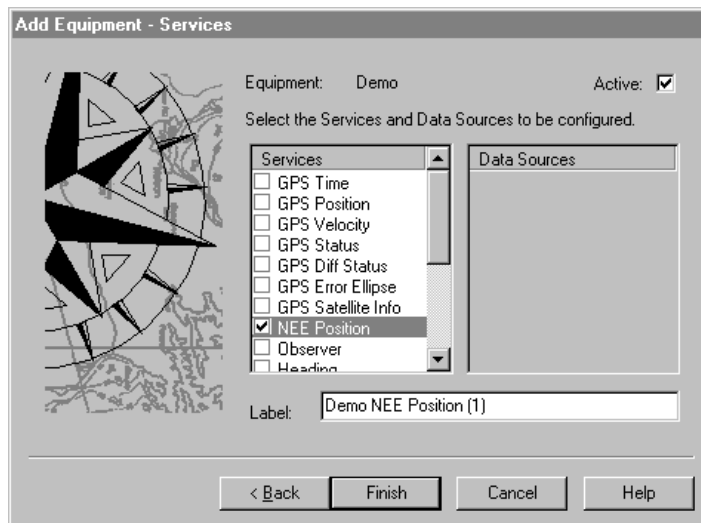 Add Equipment - Services
Equipment: Demo Active:
Select the Services and Data Sources to be configured.
Services
Data Sources
GPS Time
GPS Position
GPS Velocity
GPS Status
GPS Diff Status
GPS Error Ellipse
GPS Satellite Info
NEE Position
Observer
Heading
Label: Demo NEE Position (1)
< Back Finish Cancel Help